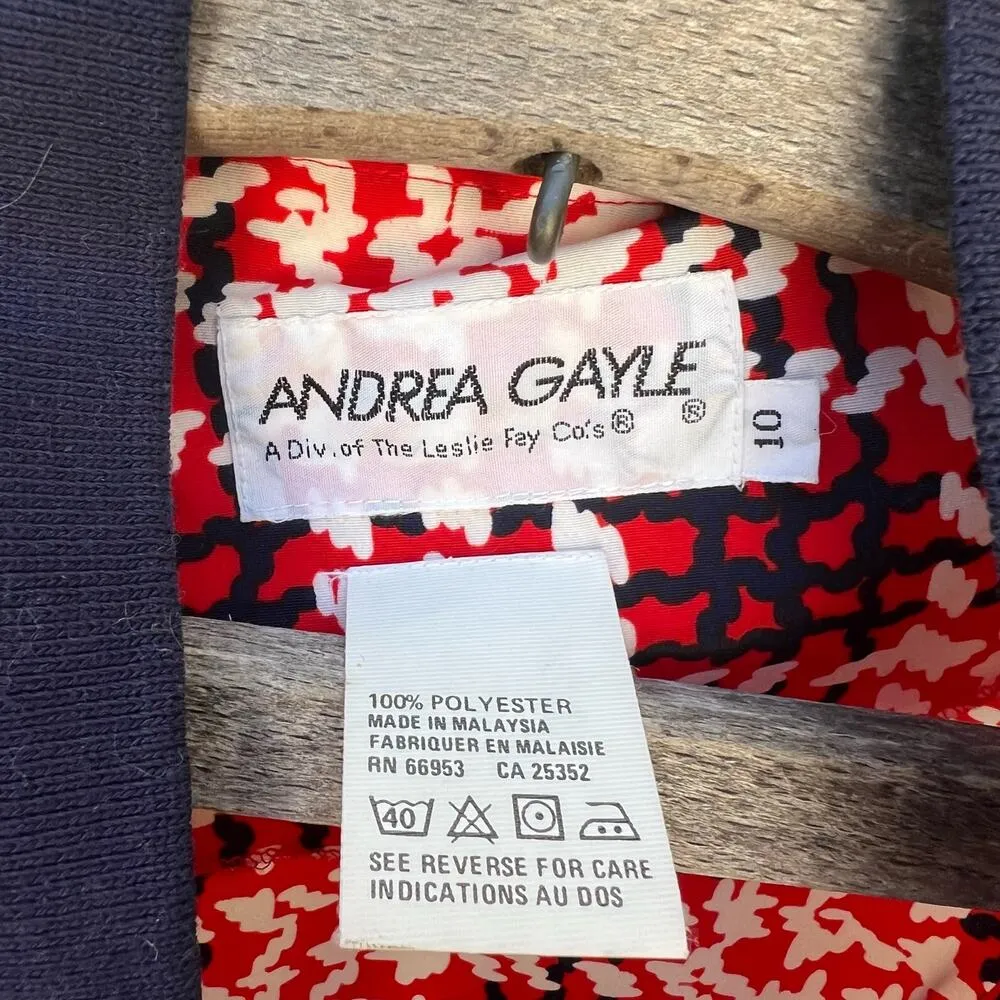 ANDREA GAYLE ®
A Div. of The Leslie Fay Co's ®
10
100% POLYESTER
MADE IN MALAYSIA
FABRIQUER EN MALAISIE
RN 66953 CA 25352
40
SEE REVERSE FOR CARE
INDICATIONS AU DOS